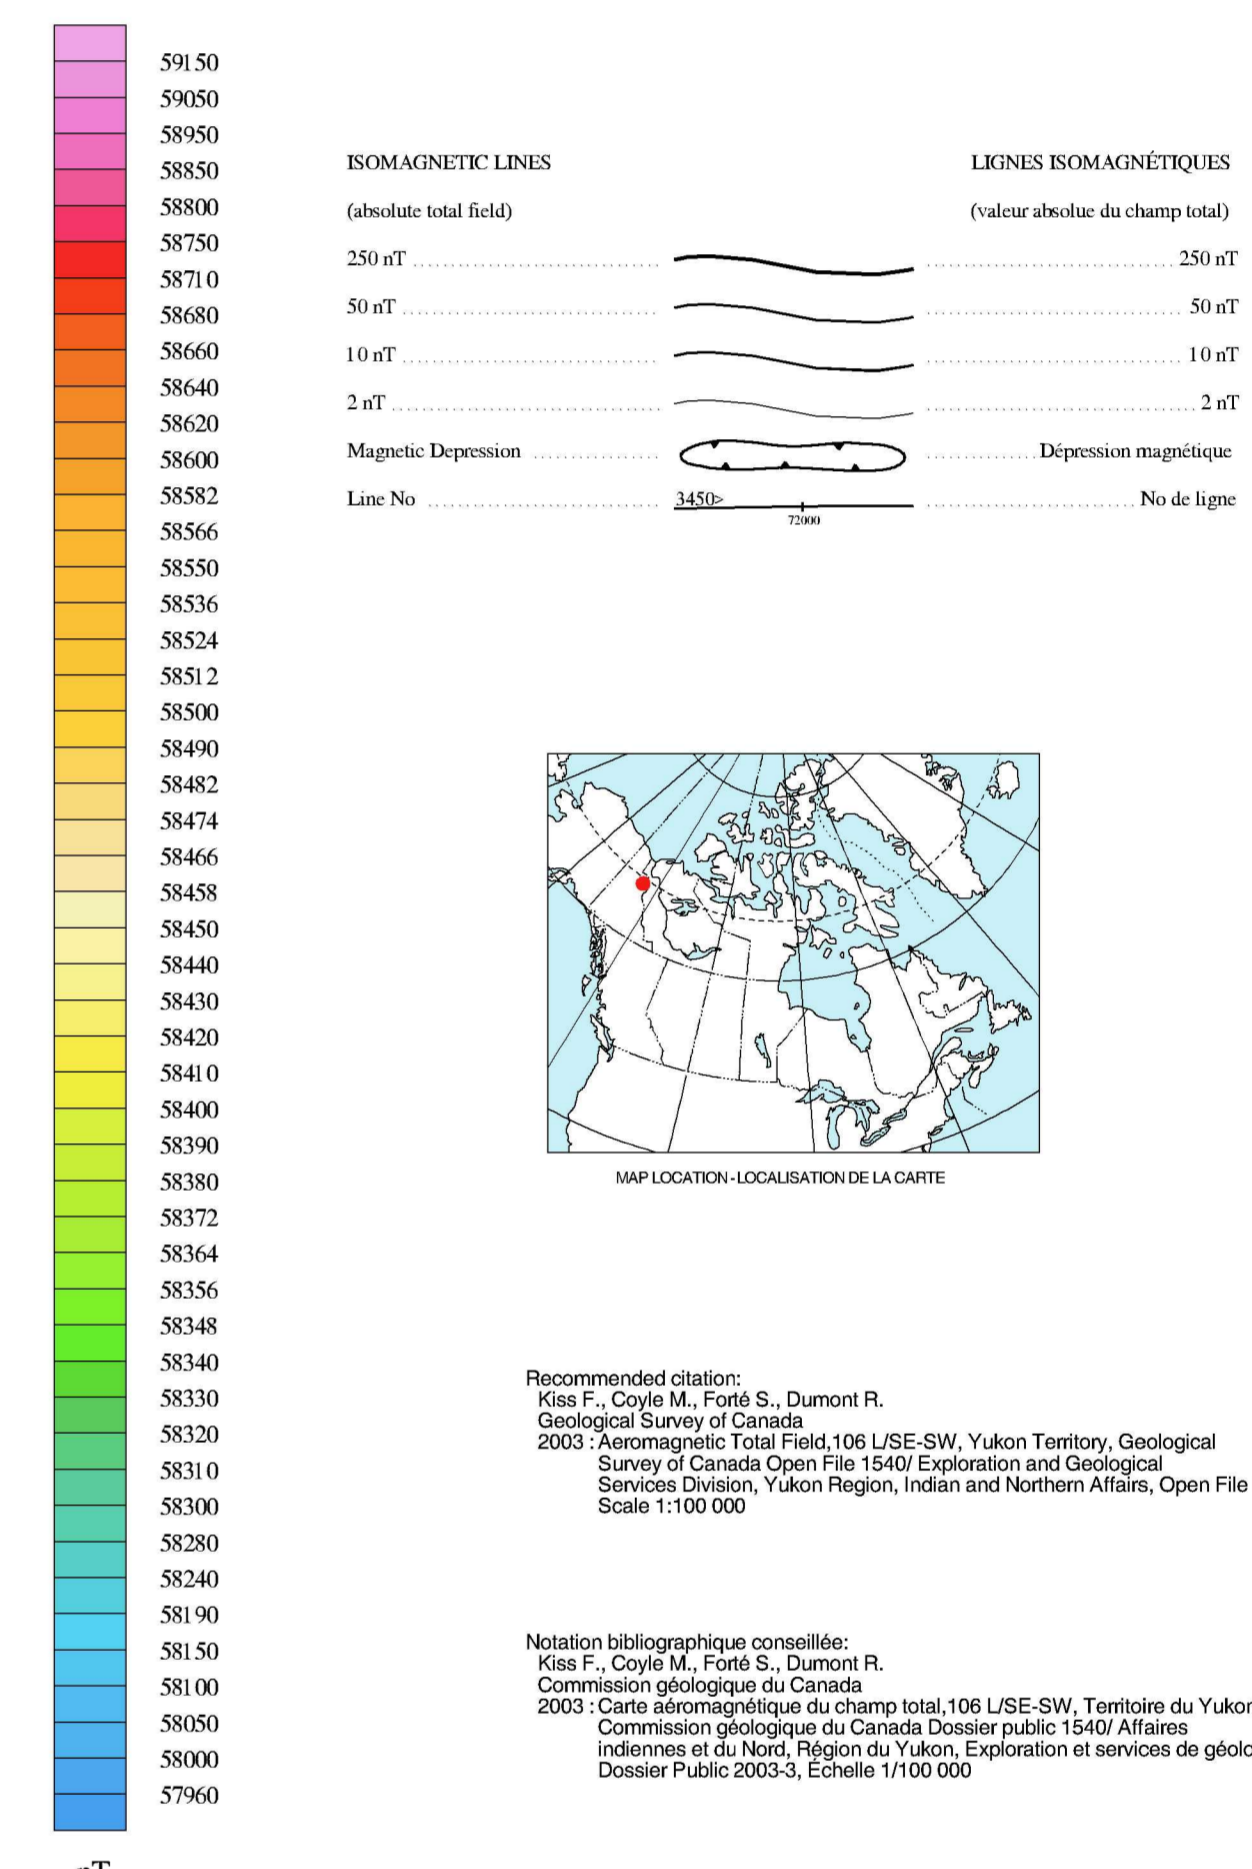 59150
59050
58950
58850
58800
58750
58710
58680
58660
58640
58620
58600
58582
58566
58550
58536
58524
58512
58500
58490
58482
58474
58466
58458
58450
58440
58430
58420
58410
58400
58390
58380
58372
58364
58356
58348
58340
58330
58320
58310
58300
58280
58240
58190
58150
58100
58050
58000
57960
nT
ISOMAGNETIC LINES LIGNES ISOMAGNÉTIQUES
(absolute total field) (valeur absolue du champ total)
250 nT 250 nT
50 nT 50 nT
10 nT 10 nT
2 nT 2 nT
Magnetic Depression Dépression magnétique
Line No 3450> No de ligne
72000
MAP LOCATION - LOCALISATION DE LA CARTE
Recommended citation:
Kiss F., Coyle M., Forté S., Dumont R.
Geological Survey of Canada
2003 : Aeromagnetic Total Field,106 L/SE-SW, Yukon Territory, Geological
Survey of Canada Open File 1540/ Exploration and Geological
Services Division, Yukon Region, Indian and Northern Affairs, Open File
Scale 1:100 000
Notation bibliographique conseillée:
Kiss F., Coyle M., Forté S., Dumont R.
Commission géologique du Canada
2003 : Carte aéromagnétique du champ total,106 L/SE-SW, Territoire du Yukon
Commission géologique du Canada Dossier public 1540/ Affaires
indiennes et du Nord, Région du Yukon, Exploration et services de géolo
Dossier Public 2003-3, Échelle 1/100 000